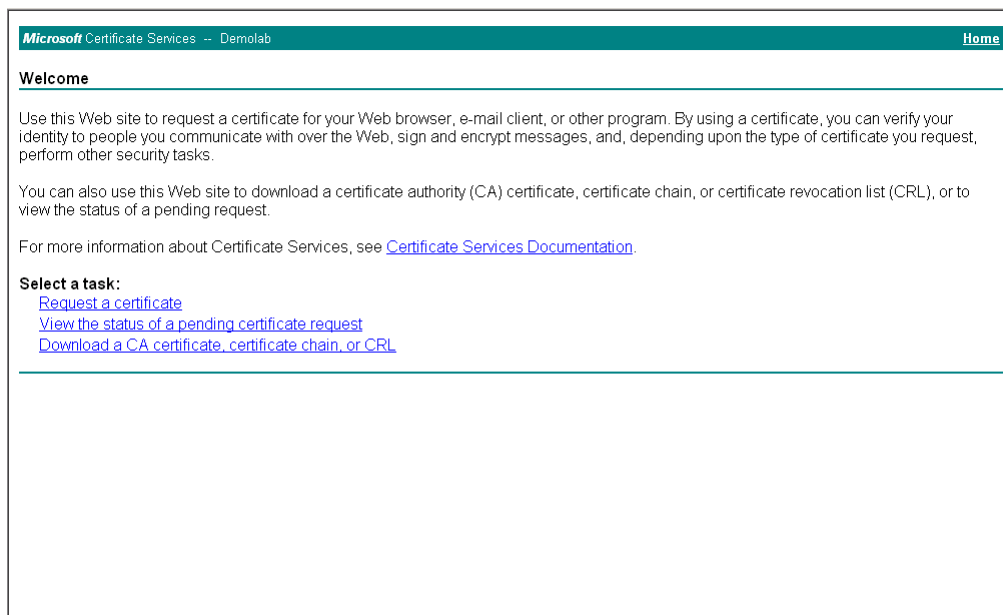 Microsoft Certificate Services -- Demolab Home
Welcome
Use this Web site to request a certificate for your Web browser, e-mail client, or other program. By using a certificate, you can verify your
identity to people you communicate with over the Web, sign and encrypt messages, and, depending upon the type of certificate you request,
perform other security tasks.
You can also use this Web site to download a certificate authority (CA) certificate, certificate chain, or certificate revocation list (CRL), or to
view the status of a pending request.
For more information about Certificate Services, see Certificate Services Documentation.
Select a task:
Request a certificate
View the status of a pending certificate request
Download a CA certificate, certificate chain, or CRL